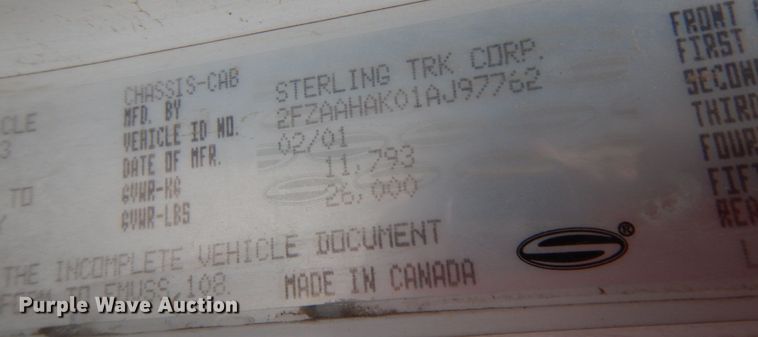 CHASSIS-CAB
MFD. BY STERLING TRK CORP.
VEHICLE ID NO. 2FZAAHAK01AJ97762
DATE OF MFR. 02/01
GVWR-KG 11,793
GVWR-LBS 26,000
THE INCOMPLETE VEHICLE DOCUMENT
TO FMVSS 108.
MADE IN CANADA
®
FRONT
FIRST
SECON
THIRD
FOUR
FIF
REA
L
CLE
3
TO
Y
Purple Wave Auction